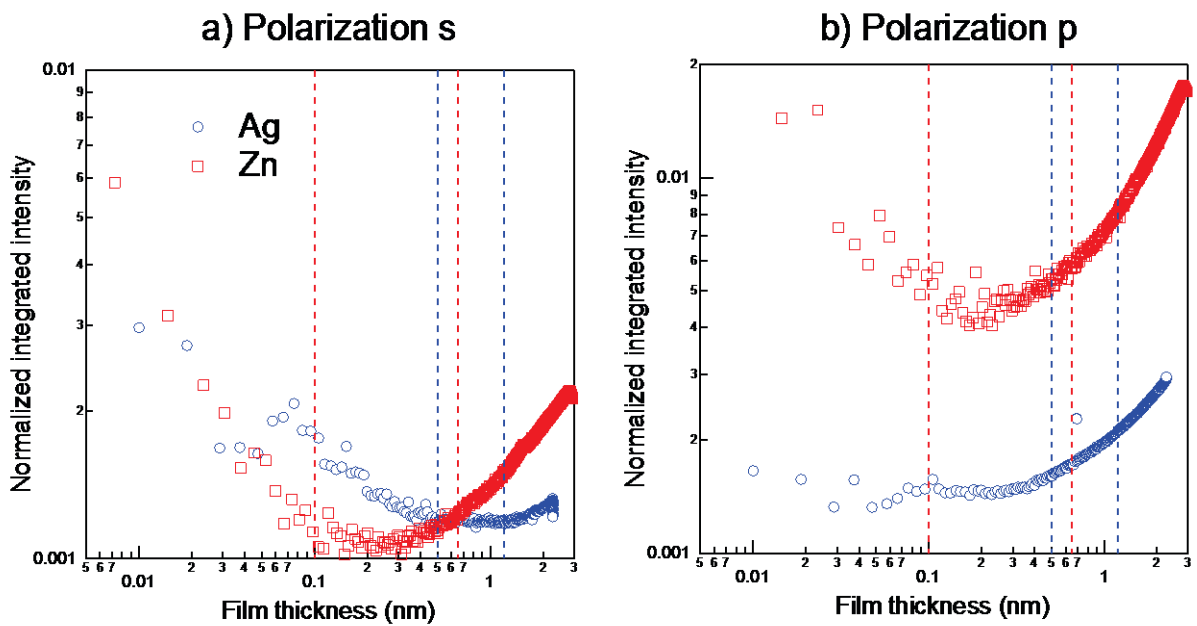 a) Polarization s
b) Polarization p
0.01
9
8
7
6
5
4
3
2
0.001
Normalized integrated intensity
Ag
Zn
5 6 7 0.01 2 3 4 5 6 7 0.1 2 3 4 5 6 7 1 2 3
Film thickness (nm)
2
0.01
9
8
7
6
5
4
3
2
0.001
Normalized integrated intensity
5 6 7 0.01 2 3 4 5 6 7 0.1 2 3 4 5 6 7 1 2 3
Film thickness (nm)